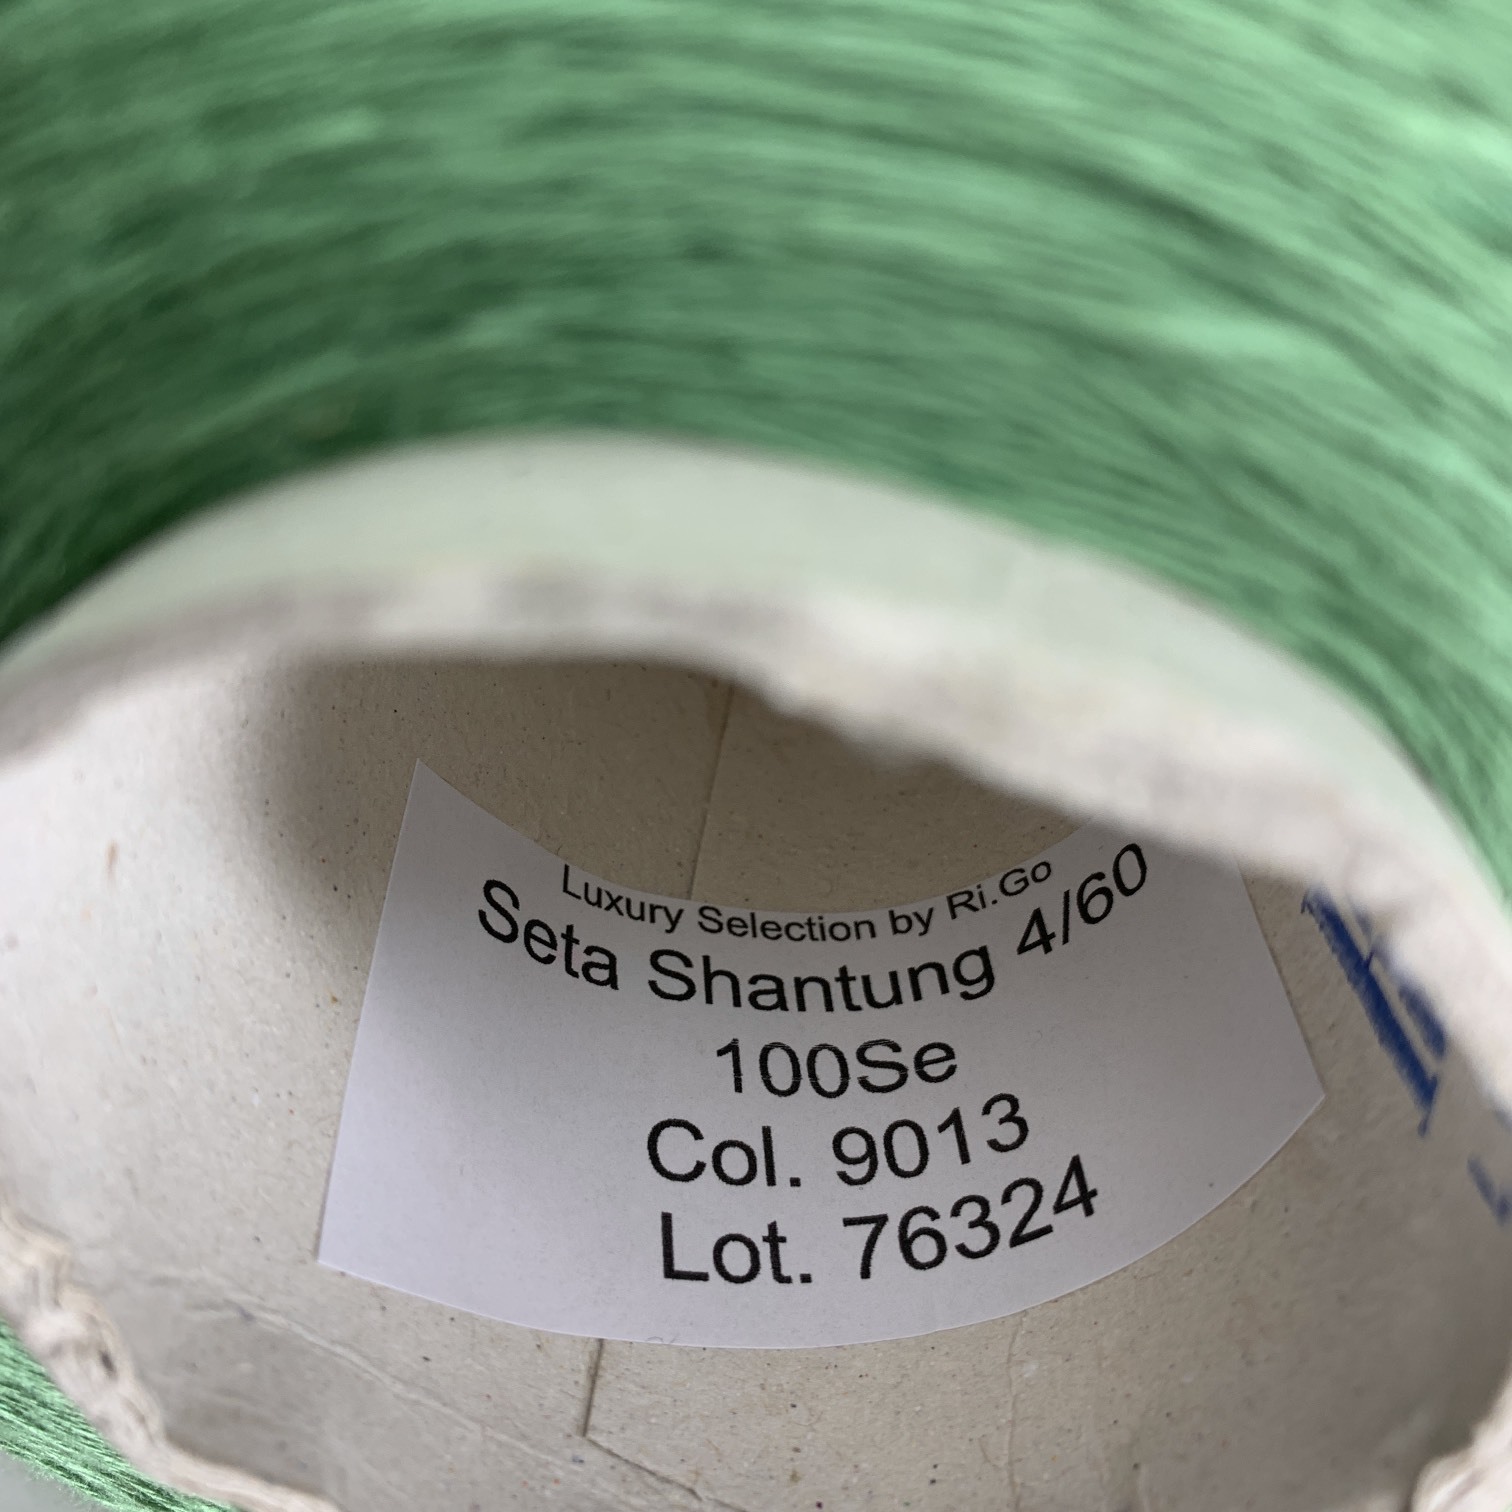 Luxury Selection by Ri.Go
Seta Shantung 4/60
100Se
Col. 9013
Lot. 76324